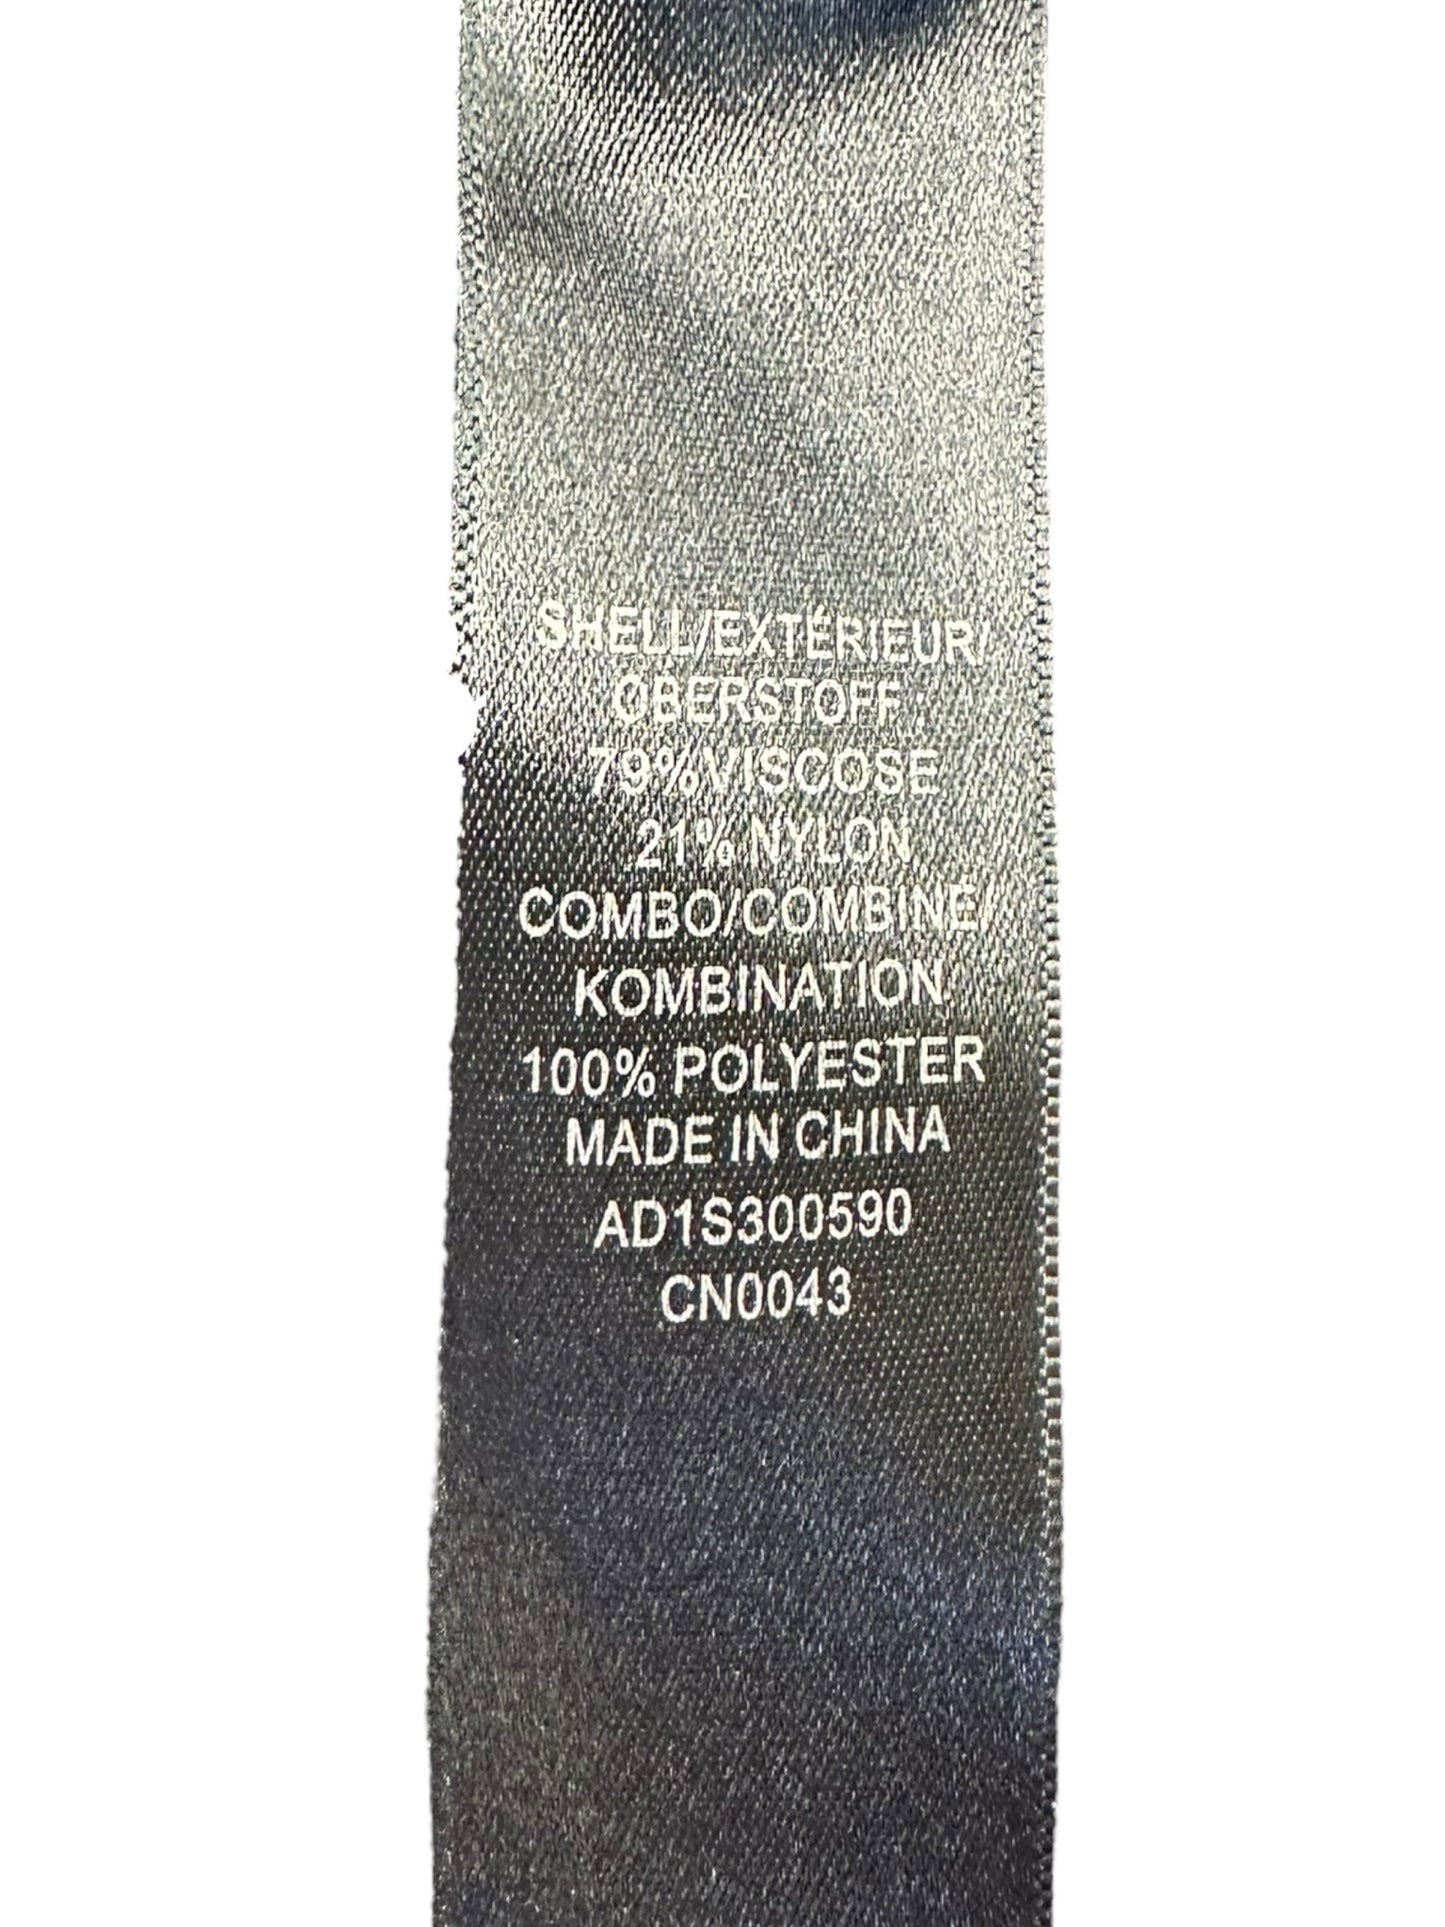 SHELL/EXTÉRIEUR/
OBERSTOFF :
79% VISCOSE
21% NYLON
COMBO/COMBINE/
KOMBINATION
100% POLYESTER
MADE IN CHINA
AD1S300590
CN0043